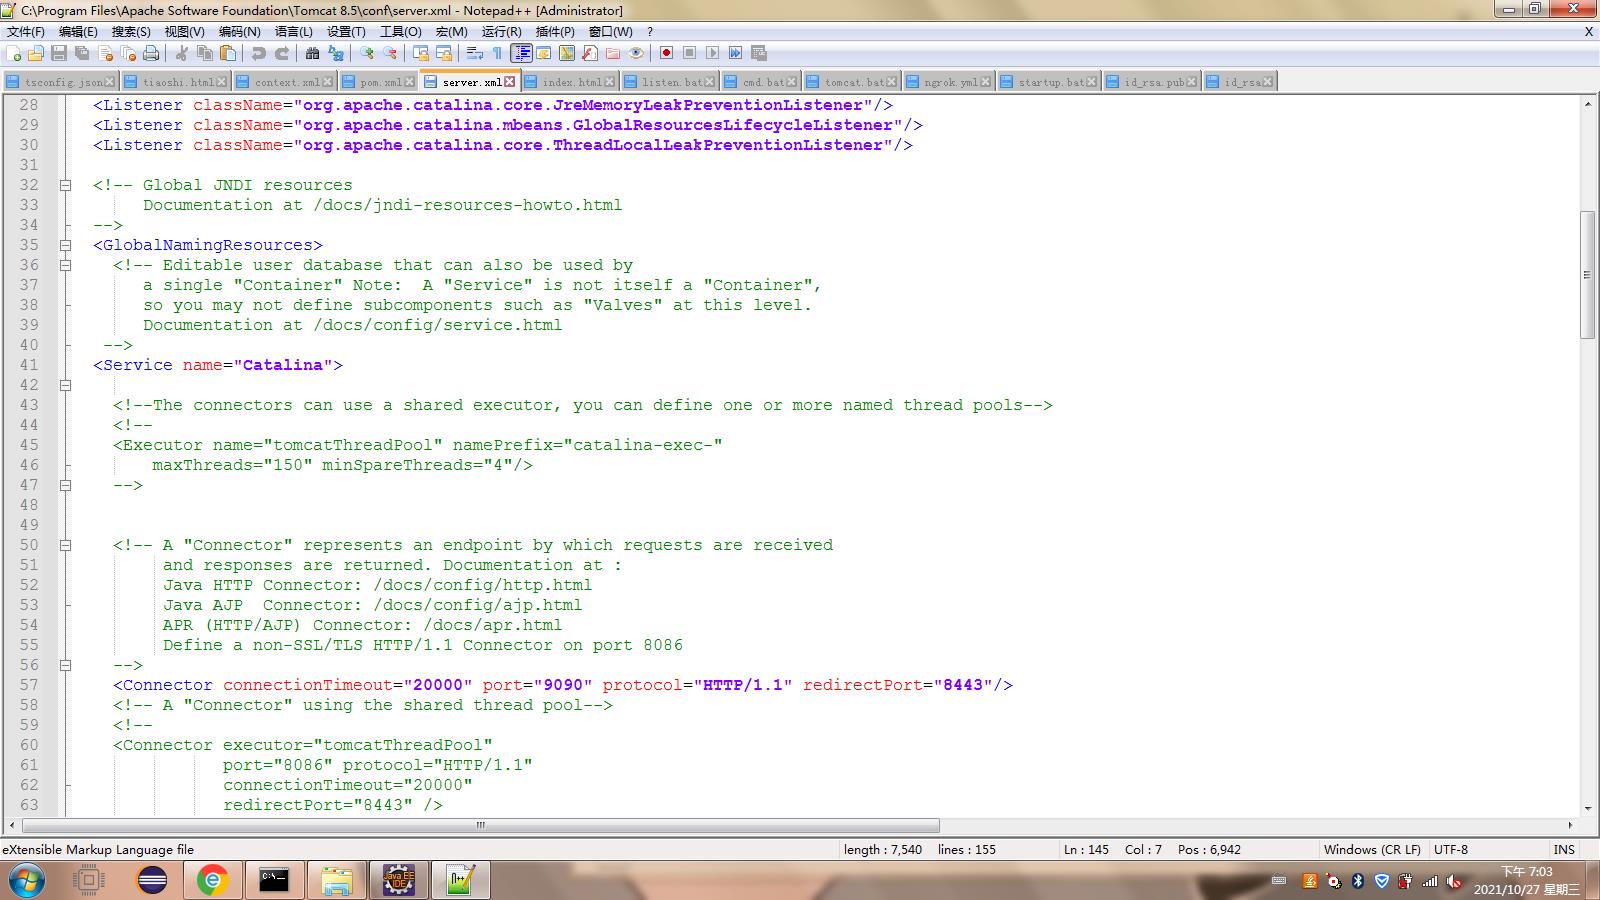 C:\Program Files\Apache Software Foundation\Tomcat 8.5\conf\server.xml - Notepad++ [Administrator]
文件(F) 编辑(E) 搜索(S) 视图(V) 编码(N) 语言(L) 设置(T) 工具(O) 宏(M) 运行(R) 插件(P) 窗口(W) ? X
tsconfig.json tiaoshi.html context.xml pom.xml server.xml index.html listen.bat cmd.bat tomcat.bat ngrok.yml startup.bat id_rsa.pub id_rsa
28 <Listener className="org.apache.catalina.core.JreMemoryLeakPreventionListener"/>
29 <Listener className="org.apache.catalina.mbeans.GlobalResourcesLifecycleListener"/>
30 <Listener className="org.apache.catalina.core.ThreadLocalLeakPreventionListener"/>
31
32 <!-- Global JNDI resources
33 Documentation at /docs/jndi-resources-howto.html
34 -->
35 <GlobalNamingResources>
36 <!-- Editable user database that can also be used by
37 a single "Container" Note:  A "Service" is not itself a "Container",
38 so you may not define subcomponents such as "Valves" at this level.
39 Documentation at /docs/config/service.html
40 -->
41 <Service name="Catalina">
42
43 <!--The connectors can use a shared executor, you can define one or more named thread pools-->
44 <!--
45 <Executor name="tomcatThreadPool" namePrefix="catalina-exec-"
46 maxThreads="150" minSpareThreads="4"/>
47 -->
48
49
50 <!-- A "Connector" represents an endpoint by which requests are received
51 and responses are returned. Documentation at :
52 Java HTTP Connector: /docs/config/http.html
53 Java AJP  Connector: /docs/config/ajp.html
54 APR (HTTP/AJP) Connector: /docs/apr.html
55 Define a non-SSL/TLS HTTP/1.1 Connector on port 8086
56 -->
57 <Connector connectionTimeout="20000" port="9090" protocol="HTTP/1.1" redirectPort="8443"/>
58 <!-- A "Connector" using the shared thread pool-->
59 <!--
60 <Connector executor="tomcatThreadPool"
61 port="8086" protocol="HTTP/1.1"
62 connectionTimeout="20000"
63 redirectPort="8443" />
eXtensible Markup Language file length : 7,540 lines : 155 Ln : 145 Col : 7 Pos : 6,942 Windows (CR LF) UTF-8 INS
C:\_
Java EE
IDE
下午 7:03
2021/10/27 星期三